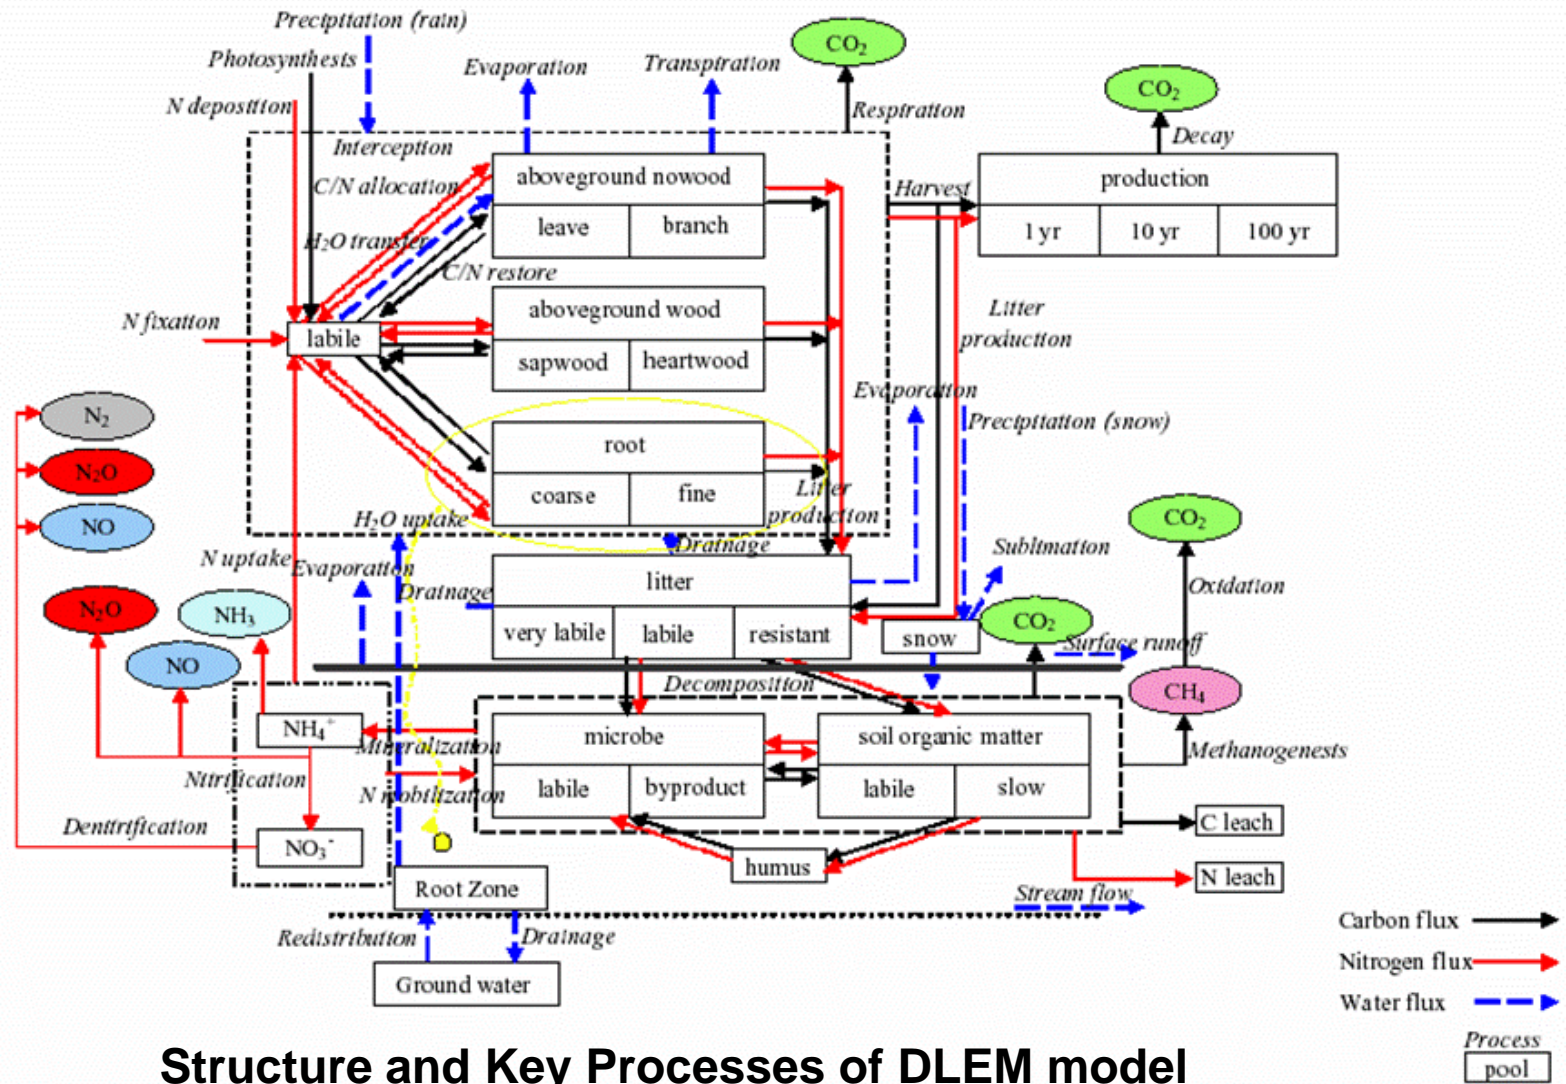 Precipitation (rain)
Photosynthesis
N deposition
Evaporation
Transpiration
CO2
Respiration
CO2
Decay
Interception
C/N allocation
aboveground nowood
leave
branch
Harvest
production
1 yr
10 yr
100 yr
H2O transfer
C/N restore
aboveground wood
sapwood
heartwood
N fixation
labile
Litter
production
Evaporation
Precipitation (snow)
N2
N2O
NO
root
coarse
fine
Litter
production
H2O uptake
Drainage
N uptake
Evaporation
Drainage
litter
very labile
labile
resistant
Sublimation
CO2
Oxidation
snow
CO2
Surface runoff
N2O
NH3
NO
Decomposition
CH4
NH4+
Mineralization
microbe
labile
byproduct
soil organic matter
labile
slow
Methanogenesis
Nitrification
N mobilization
Denitrification
NO3-
humus
C leach
N leach
Root Zone
Stream flow
Redistribution
Drainage
Ground water
Carbon flux
Nitrogen flux
Water flux
Process
pool
Structure and Key Processes of DLEM model